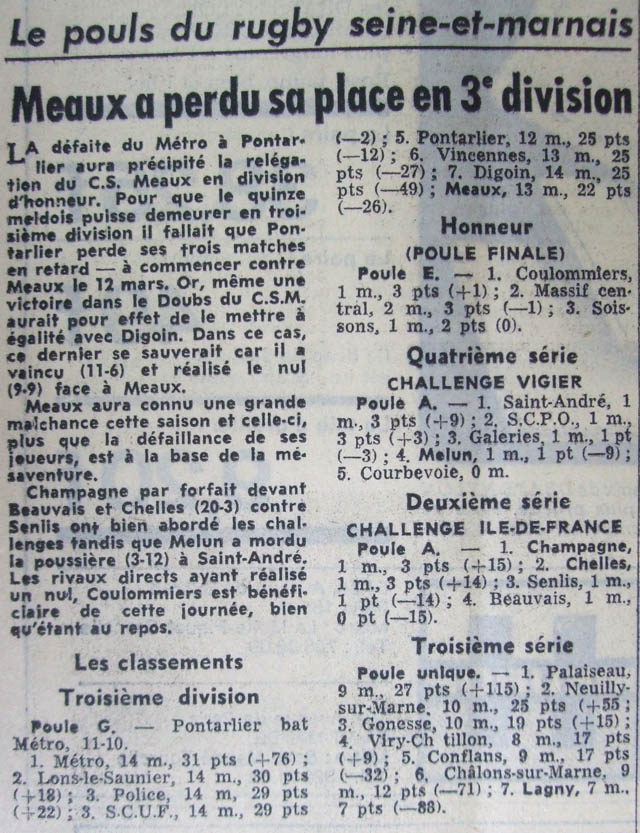 Le pouls du rugby seine-et-marnais
Meaux a perdu sa place en 3e division
LA défaite du Métro à Pontar-
lier aura précipité la reléga-
tion du C.S. Meaux en division
d'honneur. Pour que le quinze
meldois puisse demeurer en troi-
sième division il fallait que Pon-
tarlier perde ses trois matches
en retard — à commencer contre
Meaux le 12 mars. Or, même une
victoire dans le Doubs du C.S.M.
aurait pour effet de le mettre à
égalité avec Digoin. Dans ce cas,
ce dernier se sauverait car il a
vaincu (11-6) et réalisé le nul
(9-9) face à Meaux.
Meaux aura connu une grande
malchance cette saison et celle-ci,
plus que la défaillance de ses
joueurs, est à la base de la mé-
saventure.
Champagne par forfait devant
Beauvais et Chelles (20-3) contre
Senlis ont bien abordé les chal-
lenges tandis que Melun a mordu
la poussière (3-12) à Saint-André.
Les rivaux directs ayant réalisé
un nul, Coulommiers est bénéfi-
ciaire de cette journée, bien
qu'étant au repos.
Les classements
Troisième division
Poule G. — Pontarlier bat
Métro, 11-10.
1. Métro, 14 m., 31 pts (+76) ;
2. Lons-le-Saunier, 14 m., 30 pts
(+18) ; 3. Police, 14 m, 29 pts
(+22) ; 3. S.C.U.F., 14 m., 29 pts
(—2) ; 5. Pontarlier, 12 m., 25 pts
(—12) ; 6. Vincennes, 13 m., 25
pts (—27) ; 7. Digoin, 14 m., 25
pts (—49) ; Meaux, 13 m., 22 pts
(—26).
Honneur
(POULE FINALE)
Poule E. — 1. Coulommiers,
1 m., 3 pts (+1) ; 2. Massif cen-
tral, 2 m., 3 pts (—1) ; 3. Sois-
sons, 1 m., 2 pts (0).
Quatrième série
CHALLENGE VIGIER
Poule A. — 1. Saint-André, 1
m., 3 pts (+9) ; 2. S.C.P.O., 1 m.,
3 pts (+3) ; 3. Galeries, 1 m., 1 pt
(—3) ; 4. Melun, 1 m., 1 pt (—9) ;
5. Courbevoie, 0 m.
Deuxième série
CHALLENGE ILE-DE-FRANCE
Poule A. — 1. Champagne,
1 m., 3 pts (+15) ; 2. Chelles,
1 m., 3 pts (+14) ; 3. Senlis, 1 m.,
1 pt (—14) ; 4. Beauvais, 1 m.,
0 pt (—15).
Troisième série
Poule unique. — 1. Palaiseau,
9 m., 27 pts (+115) ; 2. Neuilly-
sur-Marne, 10 m., 25 pts (+55 ;
3. Gonesse, 10 m., 19 pts (+15) ;
4. Viry-Ch tillon, 8 m., 17 pts
(+9) ; 5. Conflans, 9 m., 17 pts
(—32) ; 6. Châlons-sur-Marne, 9
m., 12 pts (—71) ; 7. Lagny, 7 m.,
7 pts (—88).